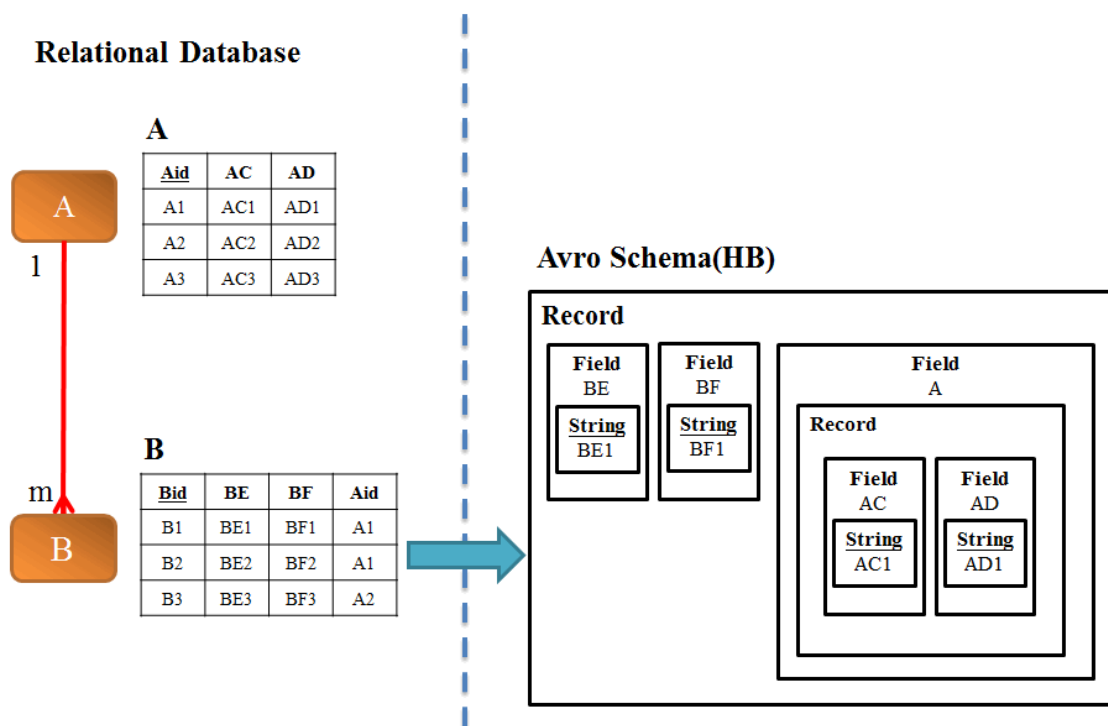 Relational Database
A
Aid AC AD
A1 AC1 AD1
A2 AC2 AD2
A3 AC3 AD3
A
1
m
B
B
Bid BE BF Aid
B1 BE1 BF1 A1
B2 BE2 BF2 A1
B3 BE3 BF3 A2
Avro Schema(HB)
Record
Field
BE
String
BE1
Field
BF
String
BF1
Field
A
Record
Field
AC
String
AC1
Field
AD
String
AD1